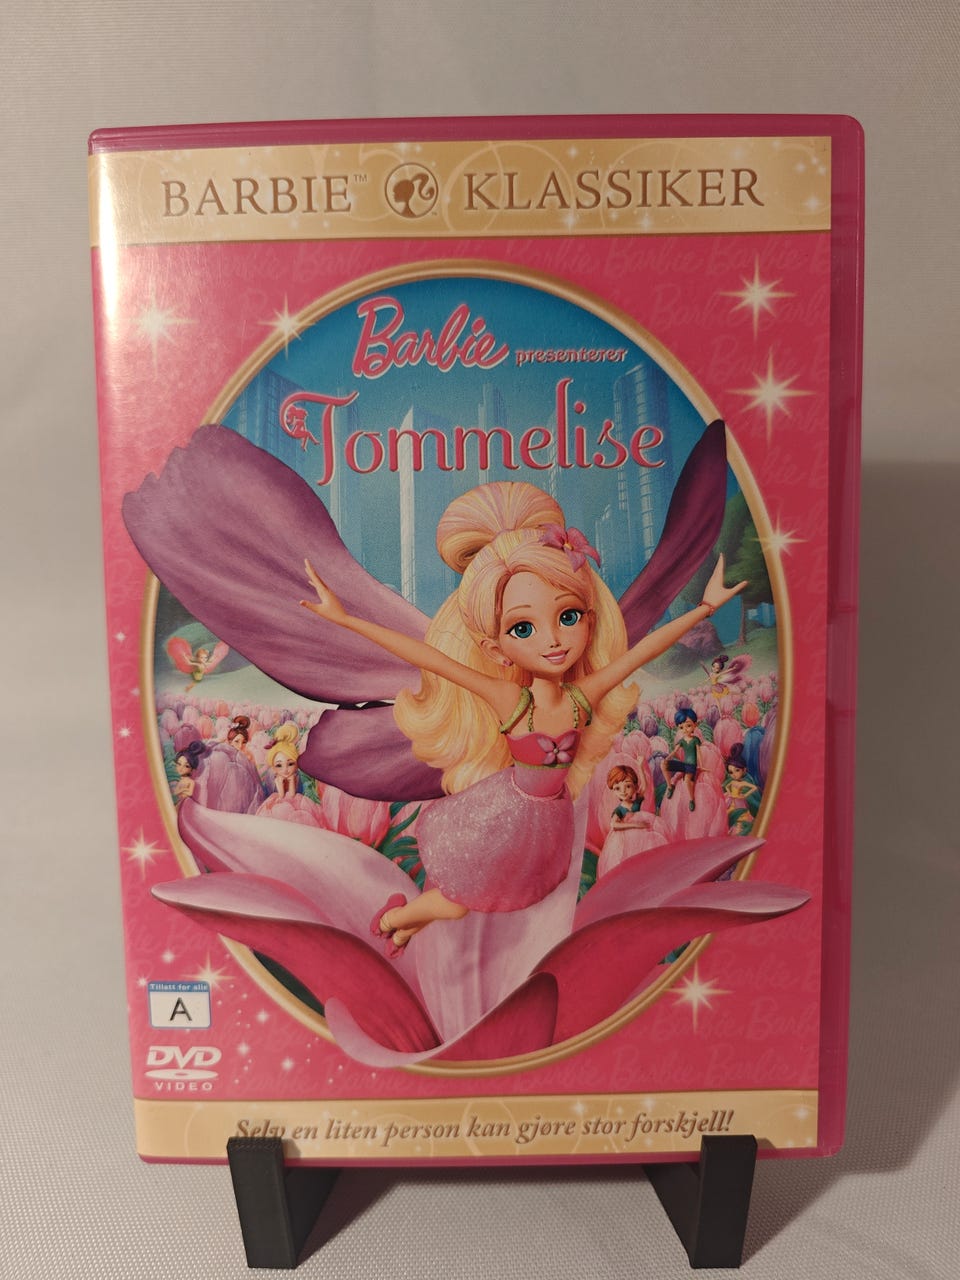 BARBIE™ KLASSIKER
Barbie presenterer
Tommelise
Tillatt for alle
A
DVD
VIDEO
Selv en liten person kan gjøre stor forskjell!